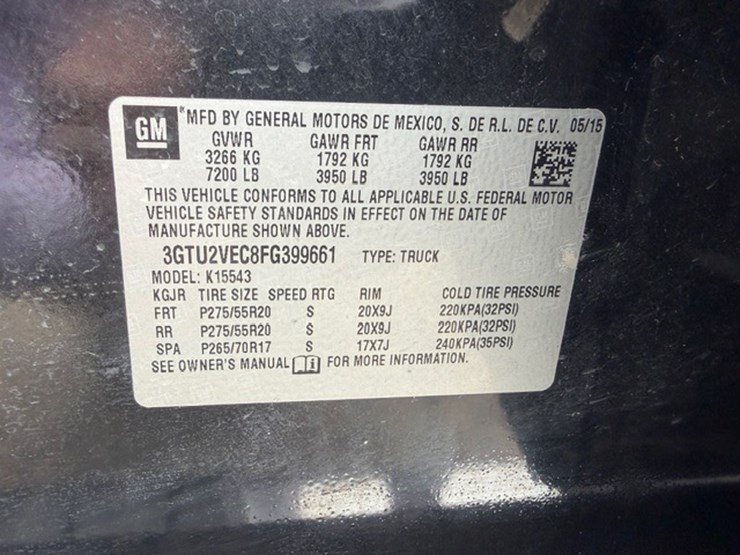 GM
*MFD BY GENERAL MOTORS DE MEXICO, S. DE R.L. DE C.V. 05/15
GVWR GAWR FRT GAWR RR
3266 KG 1792 KG 1792 KG
7200 LB 3950 LB 3950 LB
THIS VEHICLE CONFORMS TO ALL APPLICABLE U.S. FEDERAL MOTOR
VEHICLE SAFETY STANDARDS IN EFFECT ON THE DATE OF
MANUFACTURE SHOWN ABOVE.
3GTU2VEC8FG399661 TYPE: TRUCK
MODEL: K15543
KGJR TIRE SIZE SPEED RTG RIM COLD TIRE PRESSURE
FRT P275/55R20 S 20X9J 220KPA(32PSI)
RR P275/55R20 S 20X9J 220KPA(32PSI)
SPA P265/70R17 S 17X7J 240KPA(35PSI)
SEE OWNER'S MANUAL FOR MORE INFORMATION.